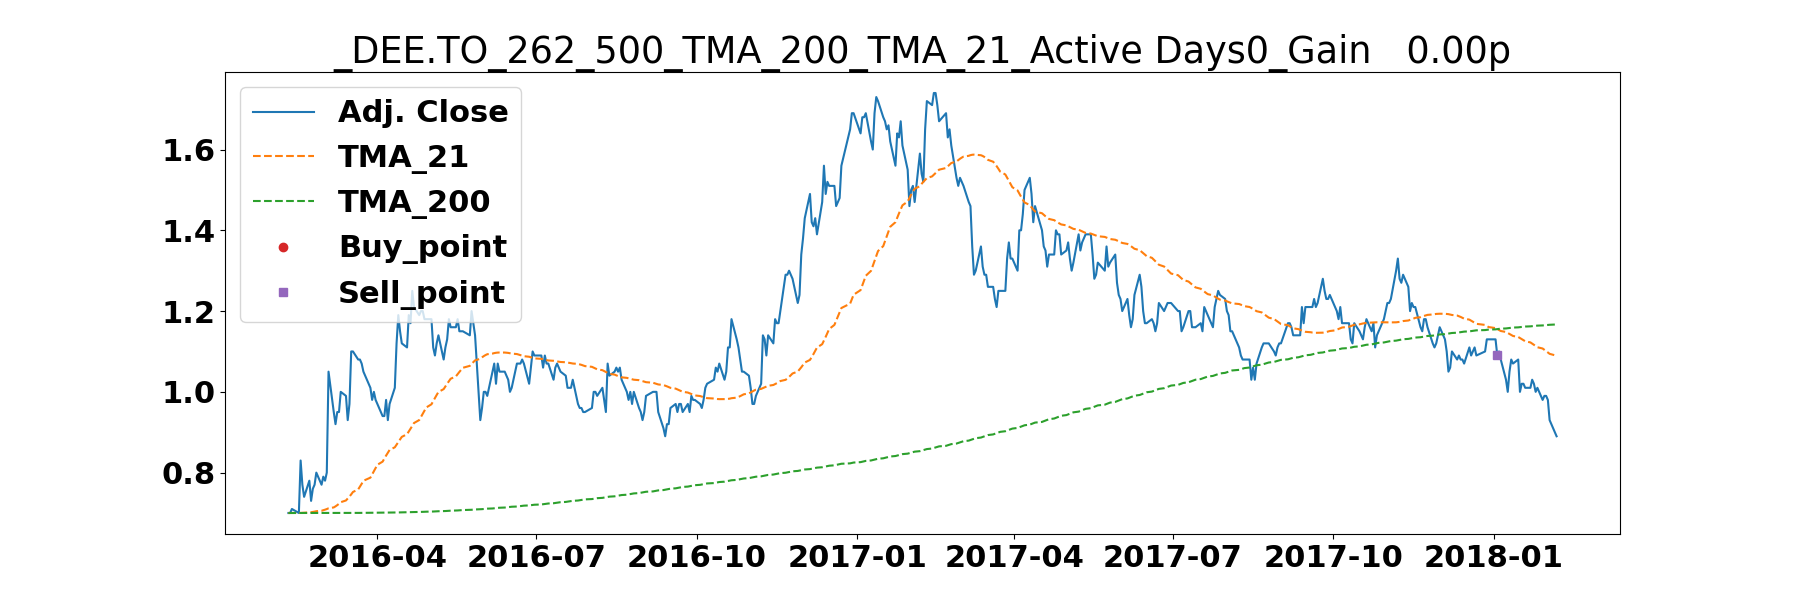 _DEE.TO_262_500_TMA_200_TMA_21_Active Days0_Gain   0.00p
Adj. Close
TMA_21
TMA_200
Buy_point
Sell_point
1.6
1.4
1.2
1.0
0.8
2016-04 2016-07 2016-10 2017-01 2017-04 2017-07 2017-10 2018-01